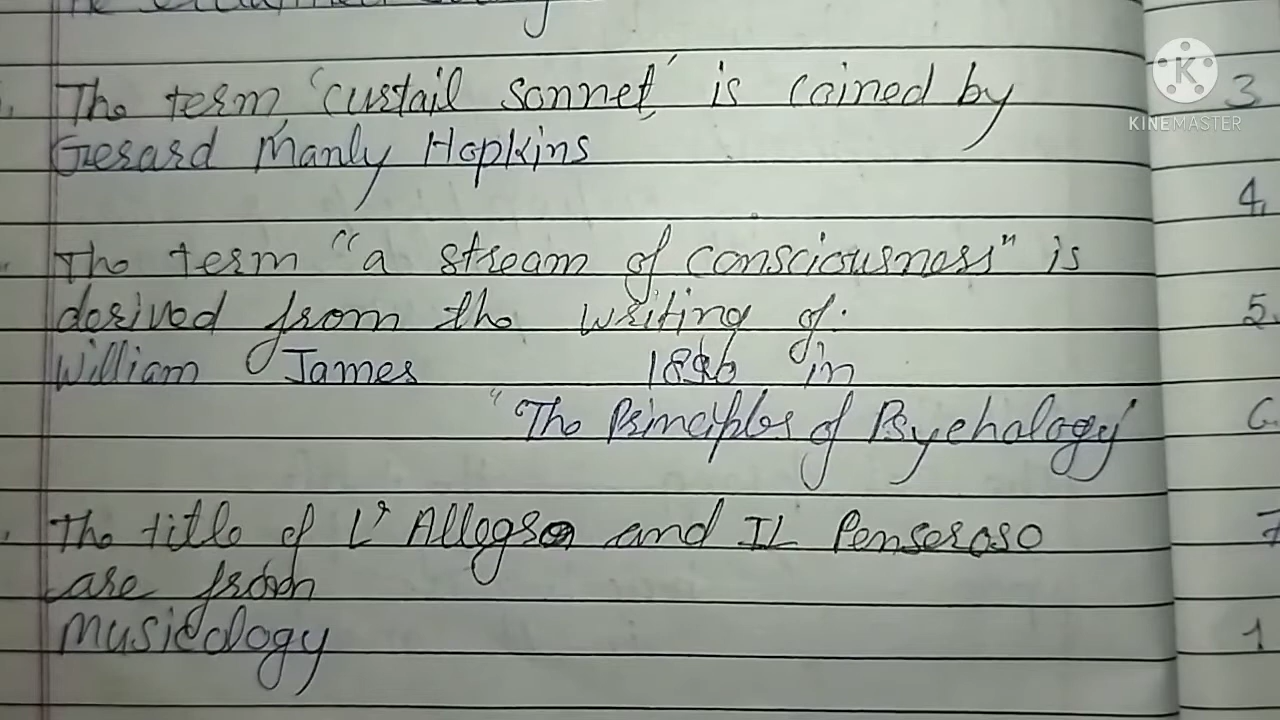 The term 'custail sonnet' is coined by
Gerard Manly Hopkins
The term "a stream of consciousness" is
derived from the writing of.
William James in
"The Principles of Psychology"
The title of L' Allegro and IL Penseroso
are from
musicology
3
4.
5.
6.
7
1
KINEMASTER